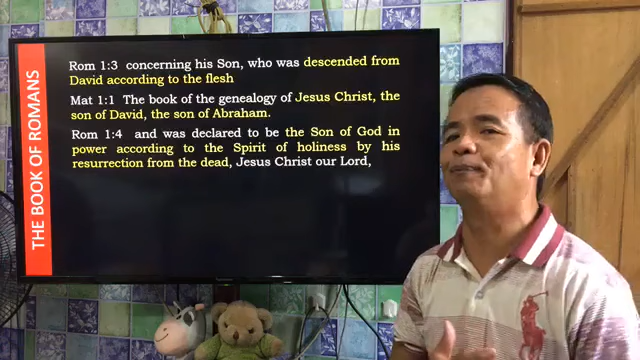 THE BOOK OF ROMANS
Rom 1:3 concerning his Son, who was descended from
David according to the flesh
Mat 1:1 The book of the genealogy of Jesus Christ, the
son of David, the son of Abraham.
Rom 1:4 and was declared to be the Son of God in
power according to the Spirit of holiness by his
resurrection from the dead, Jesus Christ our Lord,